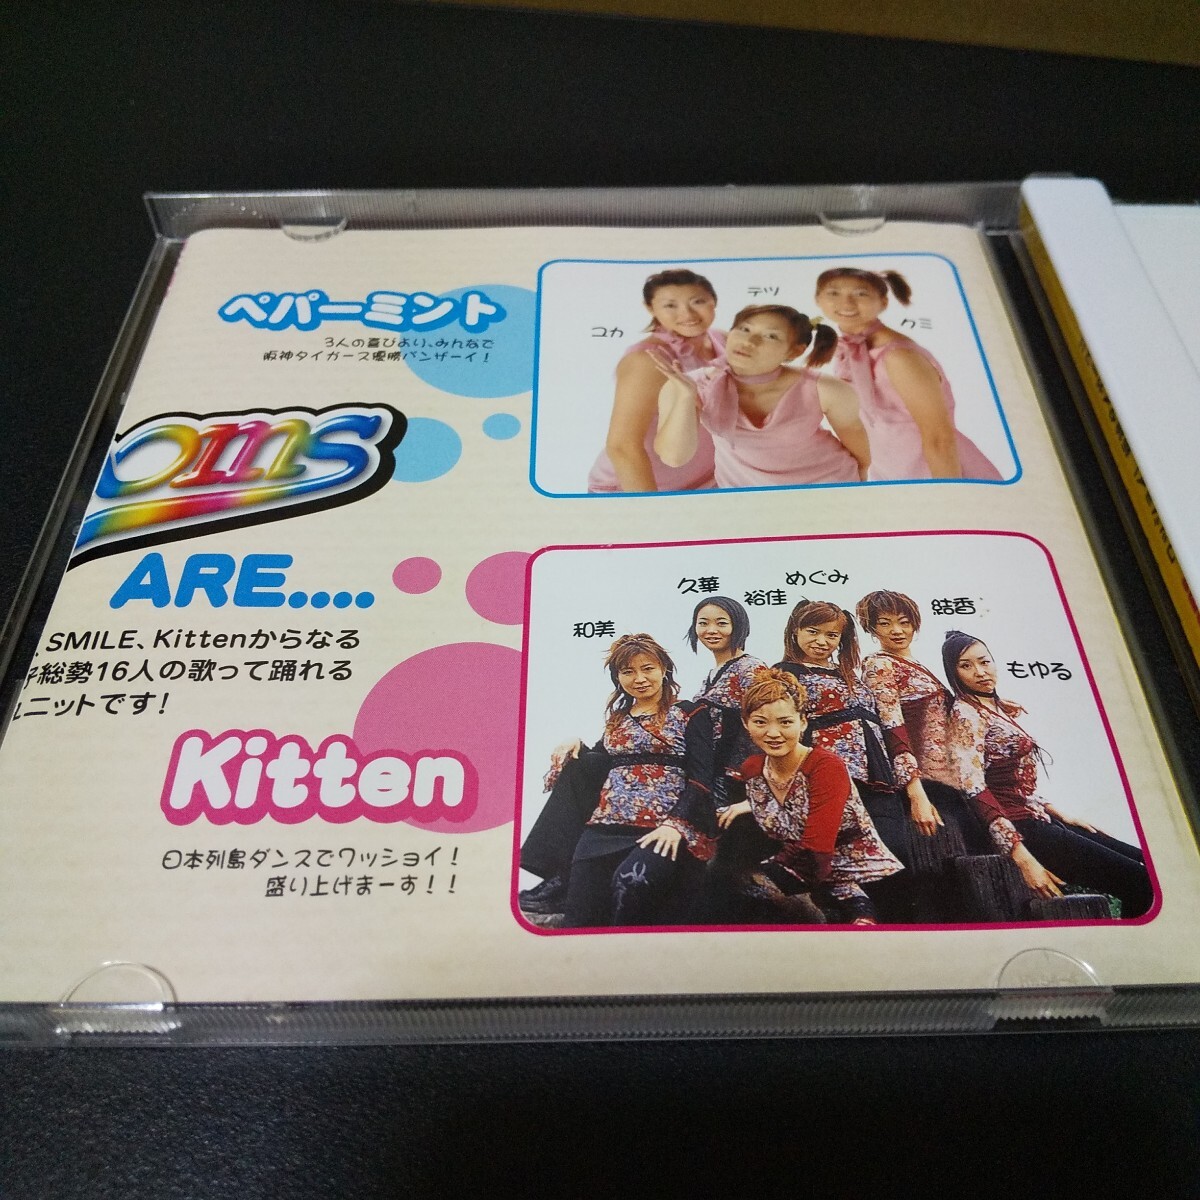 ペパーミント
3人の喜びより、みんなで
阪神タイガース優勝バンザーイ!
テツ
ユカ
クミ
oms
ARE....
SMILE、Kittenからなる
子総勢16人の歌って踊れる
ユニットです!
Kitten
日本列島ダンスでワッショイ!
盛り上げまーす!!
和美
久華
裕佳
めぐみ
結香
もゆる